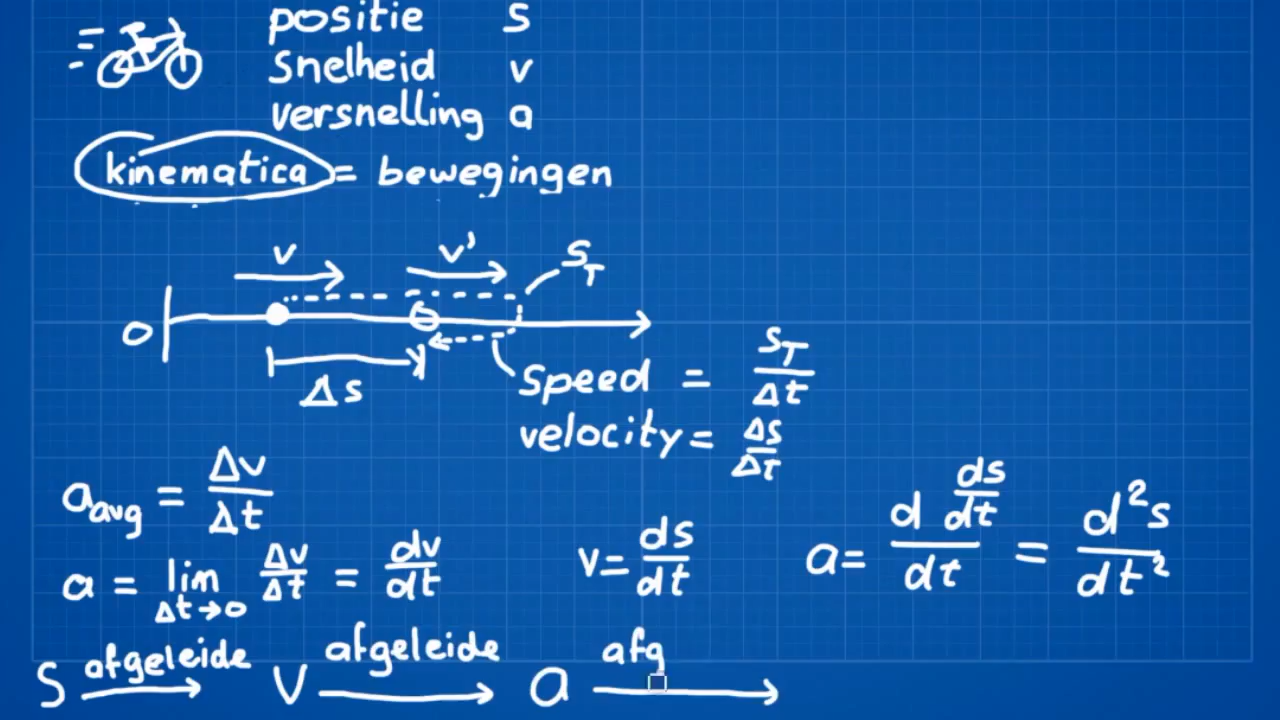 positie s
snelheid v
versnelling a
kinematica = bewegingen
v v' S_T
0
Δs
Speed = S_T/Δt
velocity = Δs/Δt
a_avg = Δv/Δt
a = lim Δt→0 Δv/Δt = dv/dt
v = ds/dt
a = d ds/dt / dt = d²s/dt²
S afgeleide → V afgeleide → a afg →